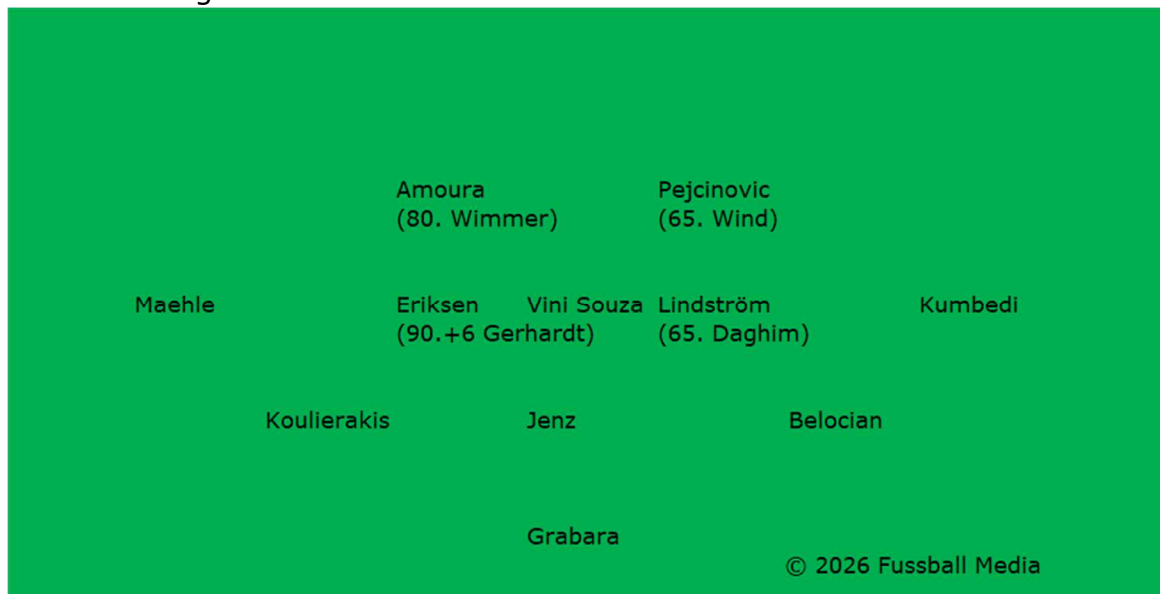 Amoura Pejcinovic
(80. Wimmer) (65. Wind)
Maehle Eriksen Vini Souza Lindström Kumbedi
(90.+6 Gerhardt) (65. Daghim)
Koulierakis Jenz Belocian
Grabara
© 2026 Fussball Media